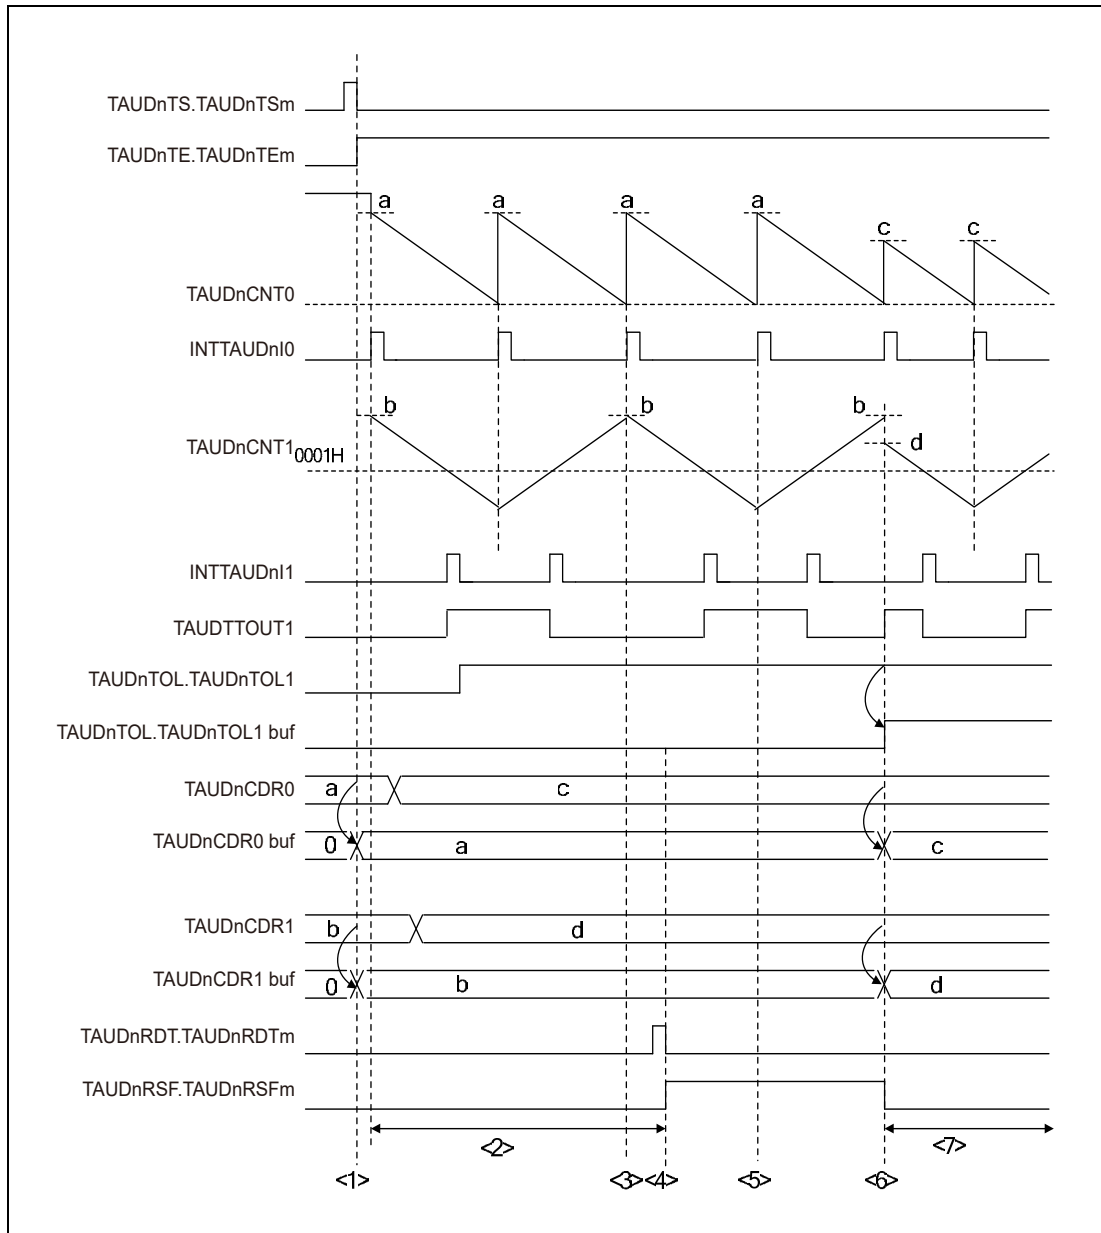 TAUDnTS.TAUDnTSm
TAUDnTE.TAUDnTEm
a a a a c c
TAUDnCNT0
INTTAUDnI0
b b b
TAUDnCNT1 0001H d
INTTAUDnI1
TAUDTTOUT1
TAUDnTOL.TAUDnTOL1
TAUDnTOL.TAUDnTOL1 buf
TAUDnCDR0 a c
TAUDnCDR0 buf 0 a c
TAUDnCDR1 b d
TAUDnCDR1 buf 0 b d
TAUDnRDT.TAUDnRDTm
TAUDnRSF.TAUDnRSFm
<2> <7>
<1> <3> <4> <5> <6>